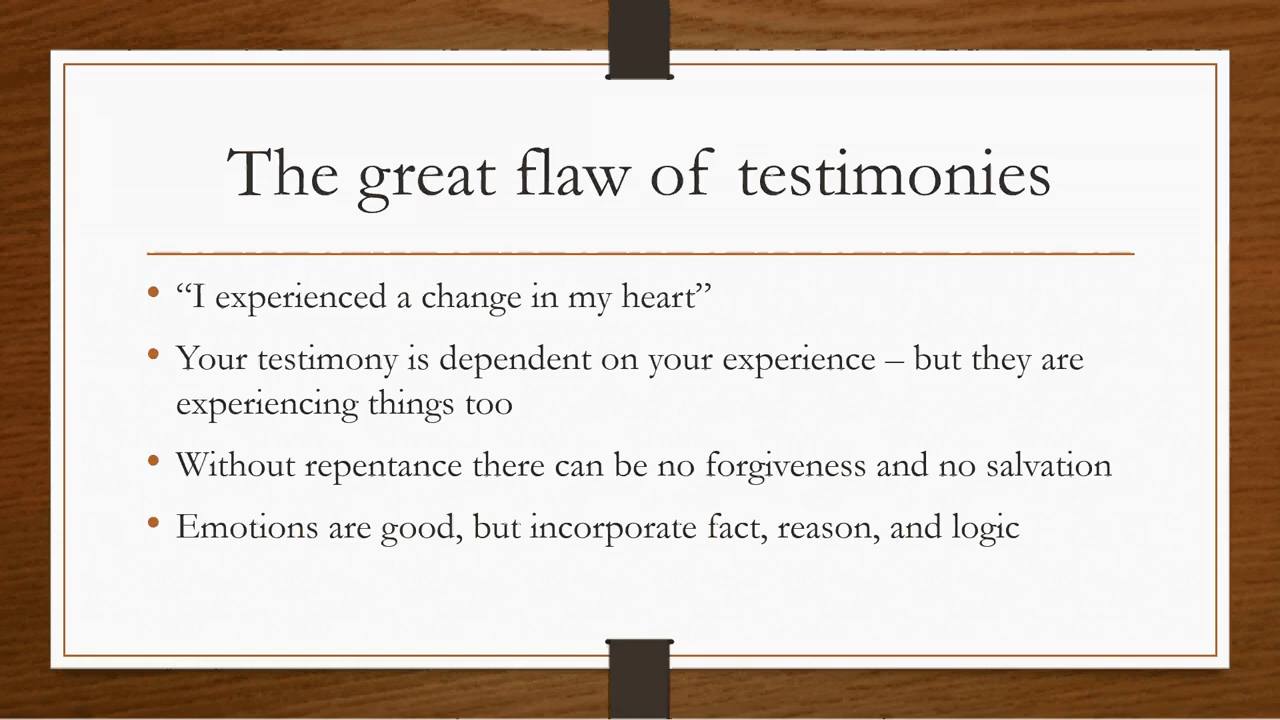 The great flaw of testimonies
• “I experienced a change in my heart”
• Your testimony is dependent on your experience – but they are
experiencing things too
• Without repentance there can be no forgiveness and no salvation
• Emotions are good, but incorporate fact, reason, and logic